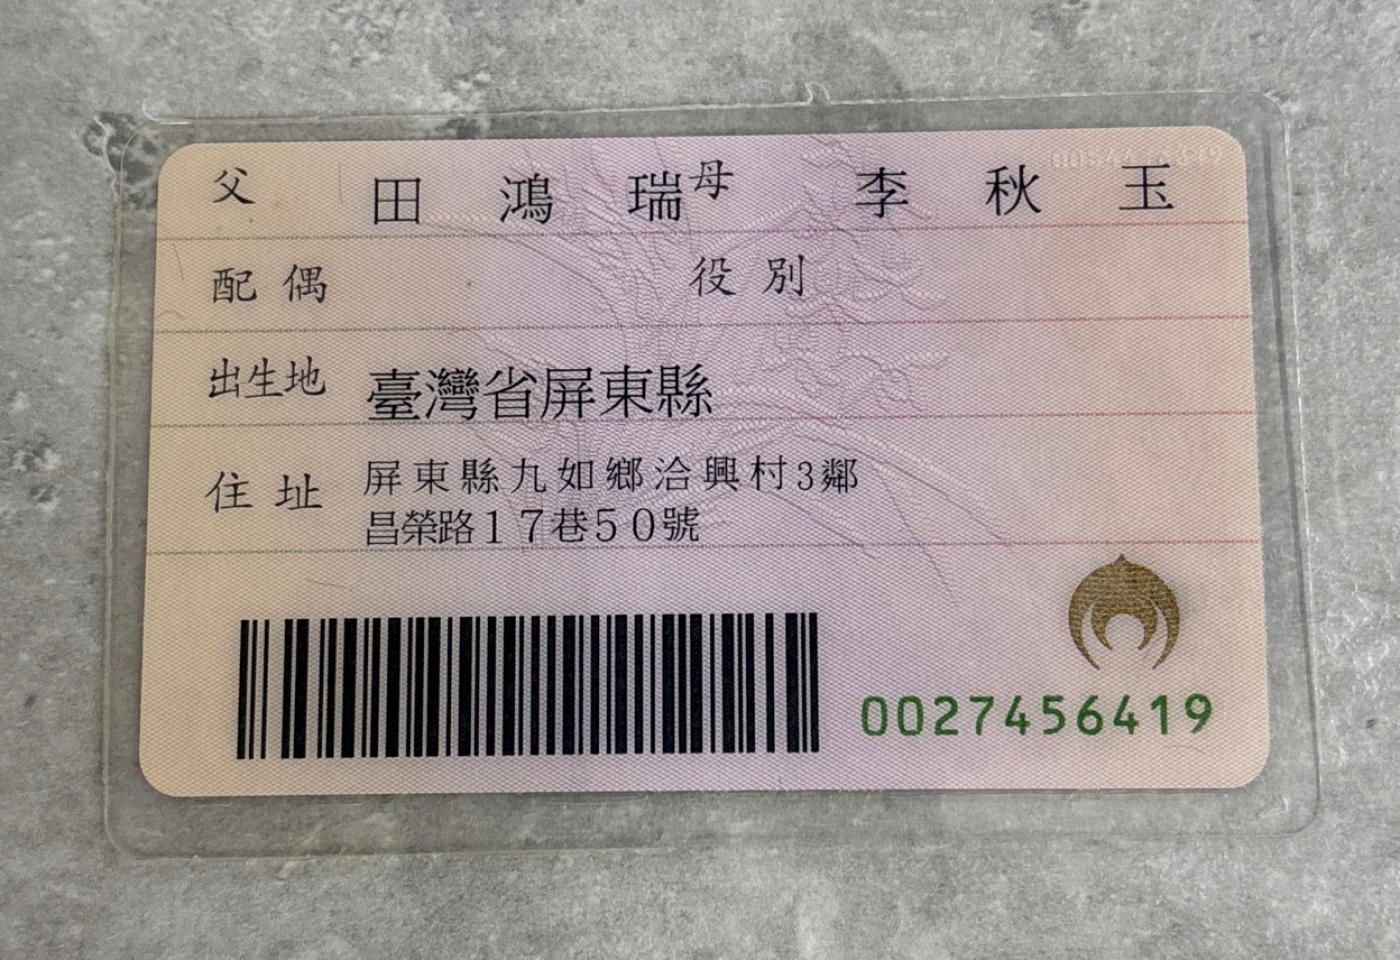 父 田鴻瑞 母 李秋玉
配偶 役別
出生地 臺灣省屏東縣
住址 屏東縣九如鄉洽興村3鄰
昌榮路17巷50號
0027456419